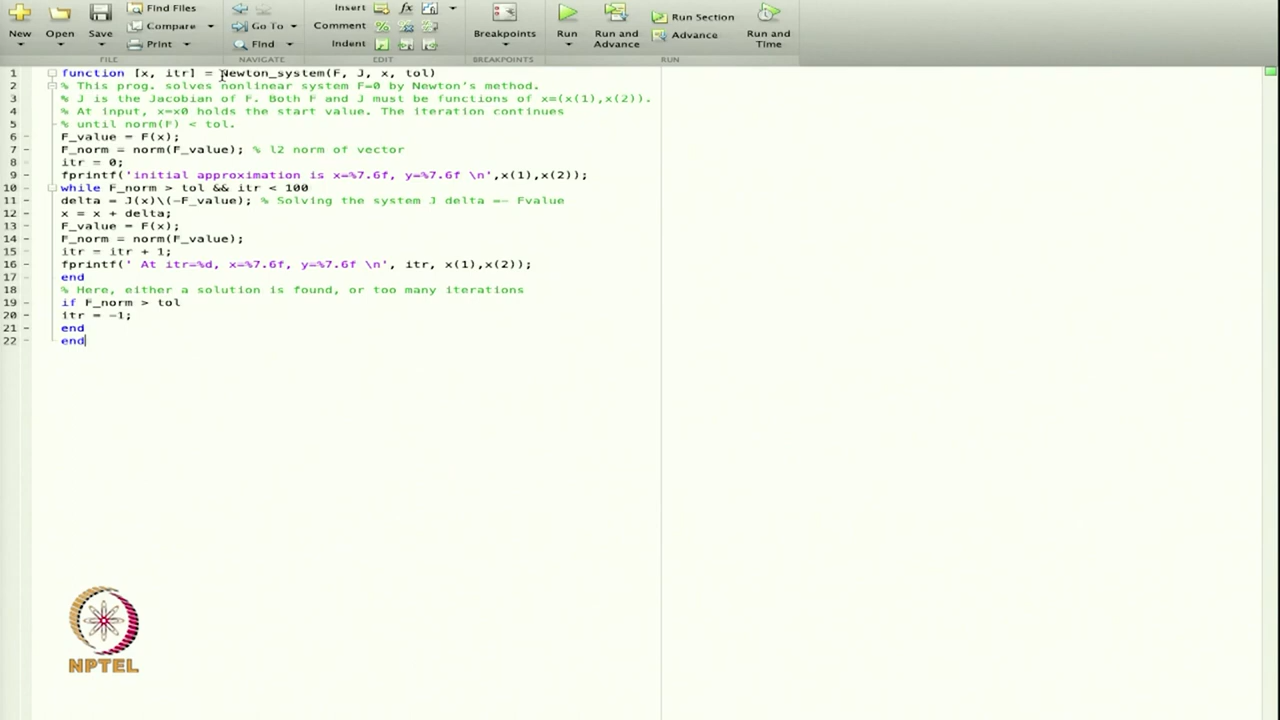 New
Open
Save
Find Files
Compare
Print
FILE
Go To
Find
NAVIGATE
Insert
fx
Comment
Indent
EDIT
Breakpoints
BREAKPOINTS
Run
Run and Advance
Run Section
Advance
Run and Time
RUN
1 function [x, itr] = Newton_system(F, J, x, tol)
2 % This prog. solves nonlinear system F=0 by Newton's method.
3 % J is the Jacobian of F. Both F and J must be functions of x=(x(1),x(2)).
4 % At input, x=x0 holds the start value. The iteration continues
5 % until norm(F) < tol.
6 F_value = F(x);
7 F_norm = norm(F_value); % l2 norm of vector
8 itr = 0;
9 fprintf('initial approximation is x=%7.6f, y=%7.6f \n',x(1),x(2));
10 while F_norm > tol && itr < 100
11 delta = J(x)\(-F_value); % Solving the system J delta =- Fvalue
12 x = x + delta;
13 F_value = F(x);
14 F_norm = norm(F_value);
15 itr = itr + 1;
16 fprintf(' At itr=%d, x=%7.6f, y=%7.6f \n', itr, x(1),x(2));
17 end
18 % Here, either a solution is found, or too many iterations
19 if F_norm > tol
20 itr = -1;
21 end
22 end
NPTEL